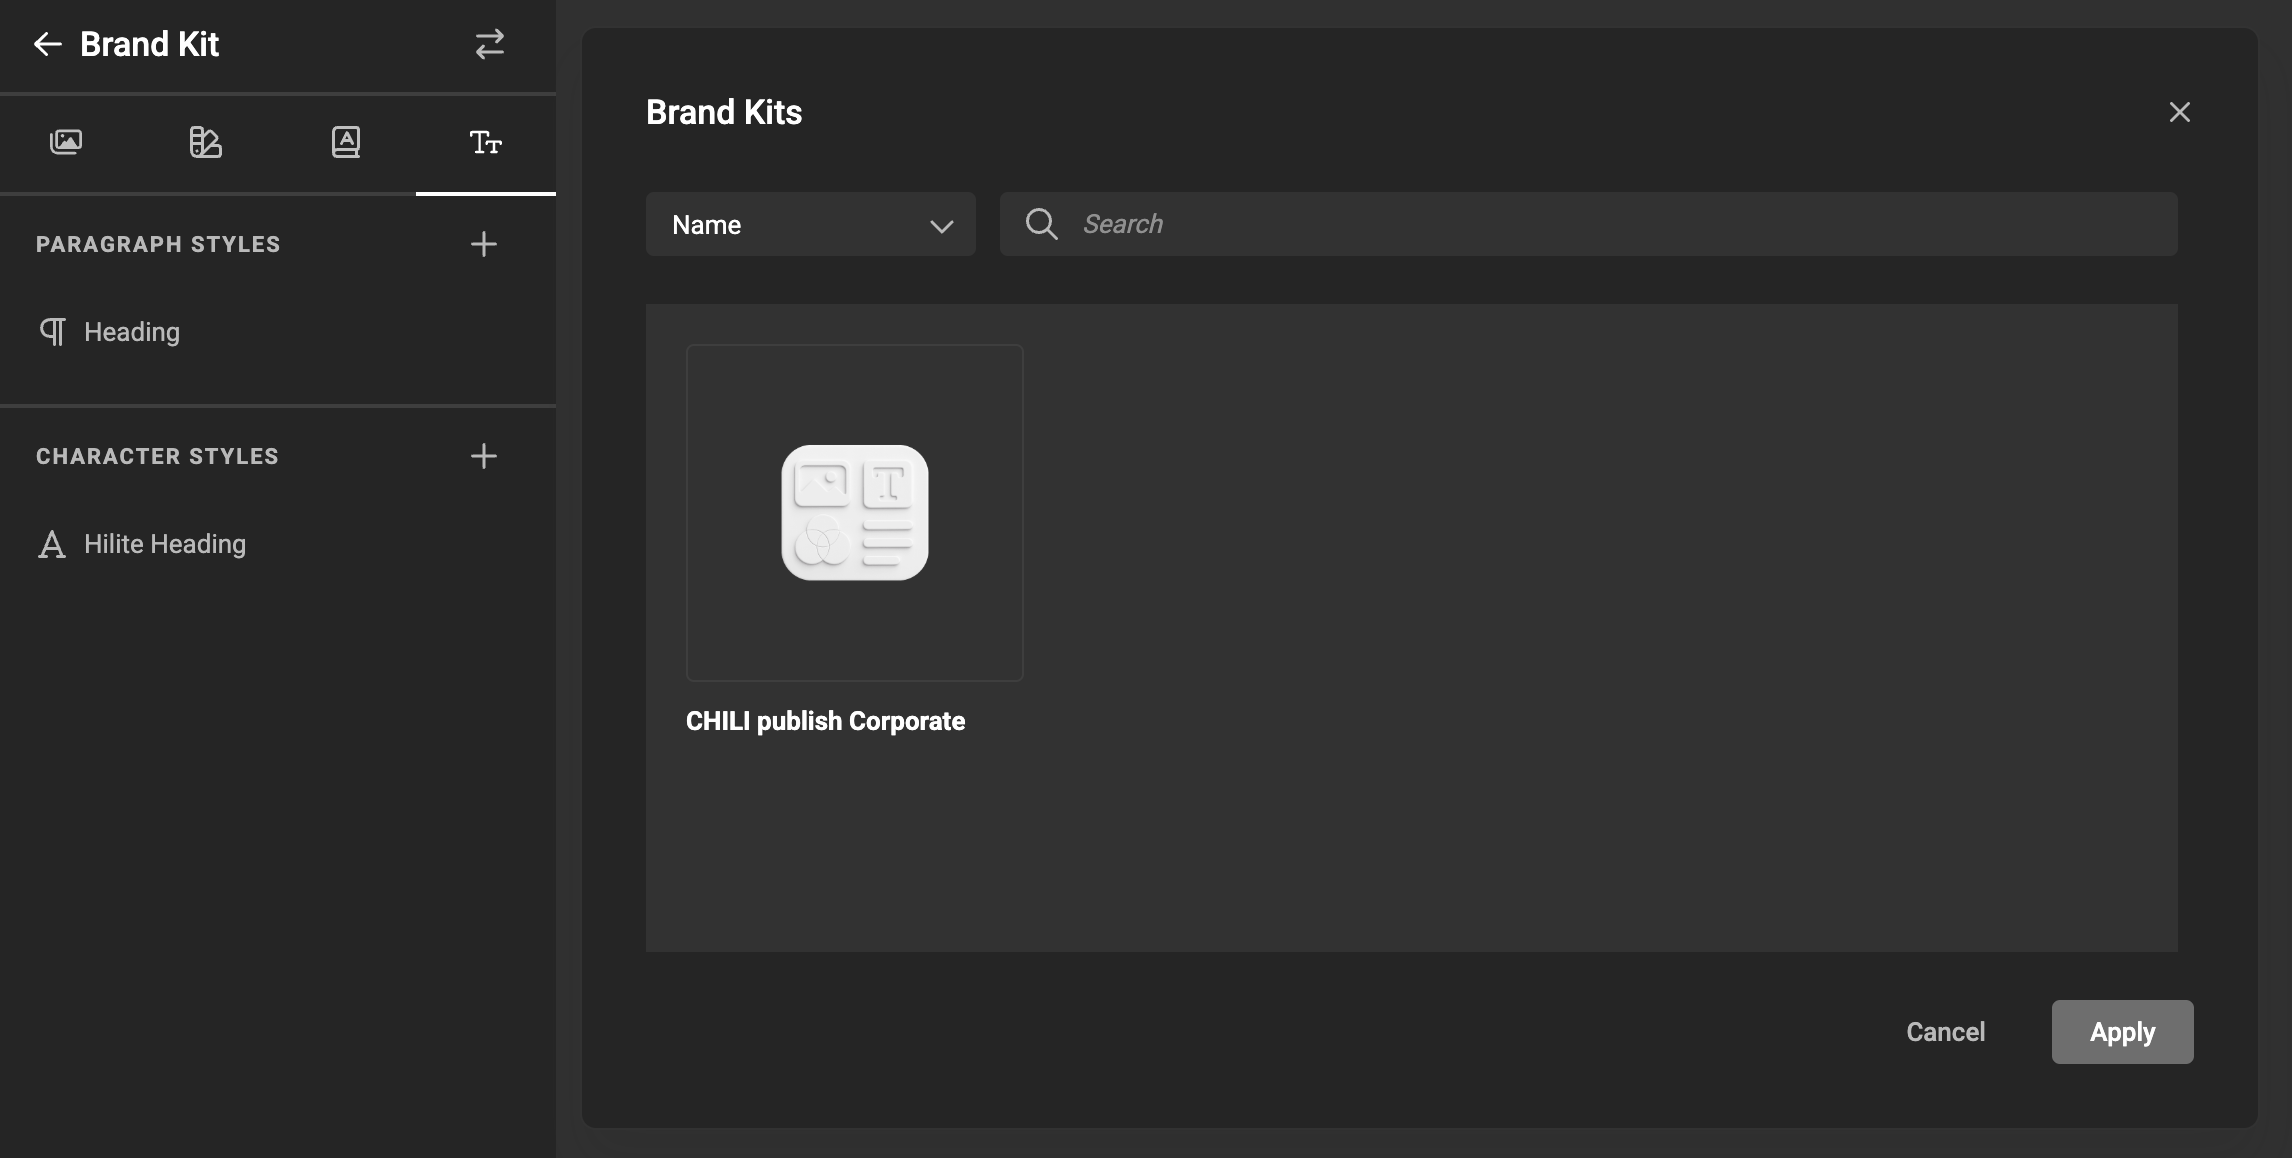 Brand Kit
PARAGRAPH STYLES
Heading
CHARACTER STYLES
Hilite Heading
Brand Kits
Name
Search
CHILI publish Corporate
Cancel
Apply